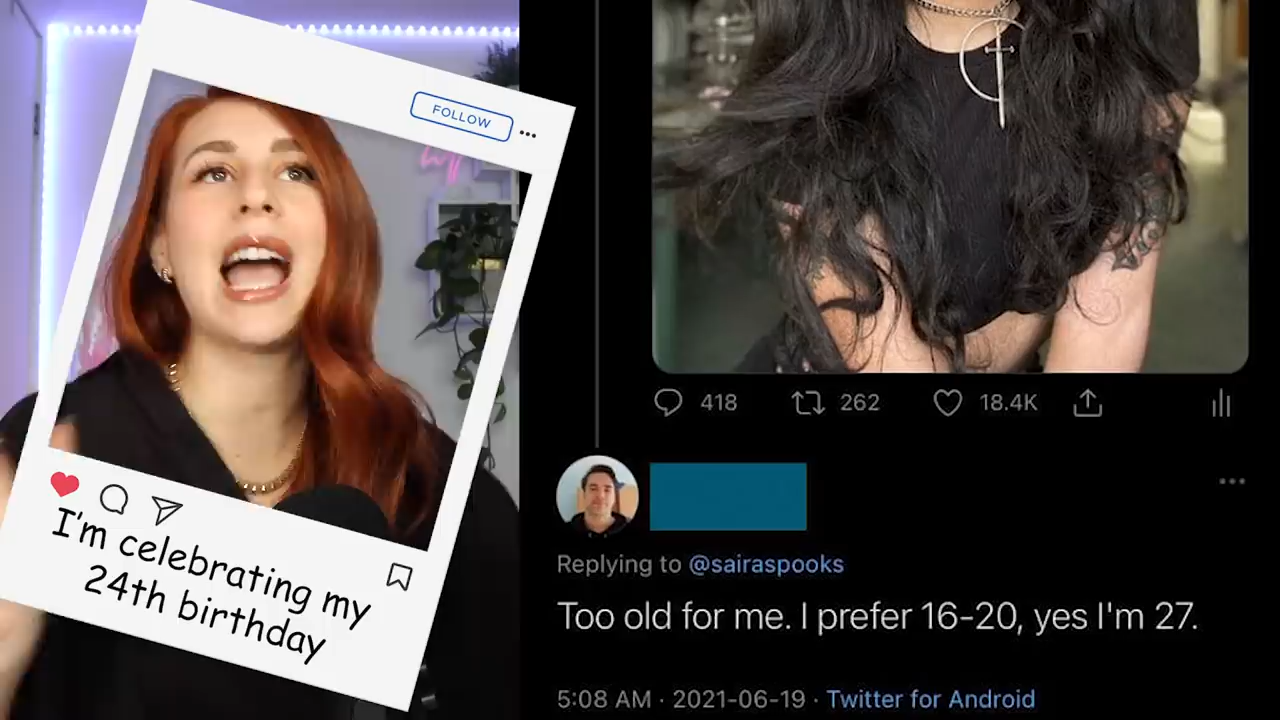 FOLLOW
I'm celebrating my
24th birthday
418
262
18.4K
Replying to @sairaspooks
Too old for me. I prefer 16-20, yes I'm 27.
5:08 AM · 2021-06-19 · Twitter for Android